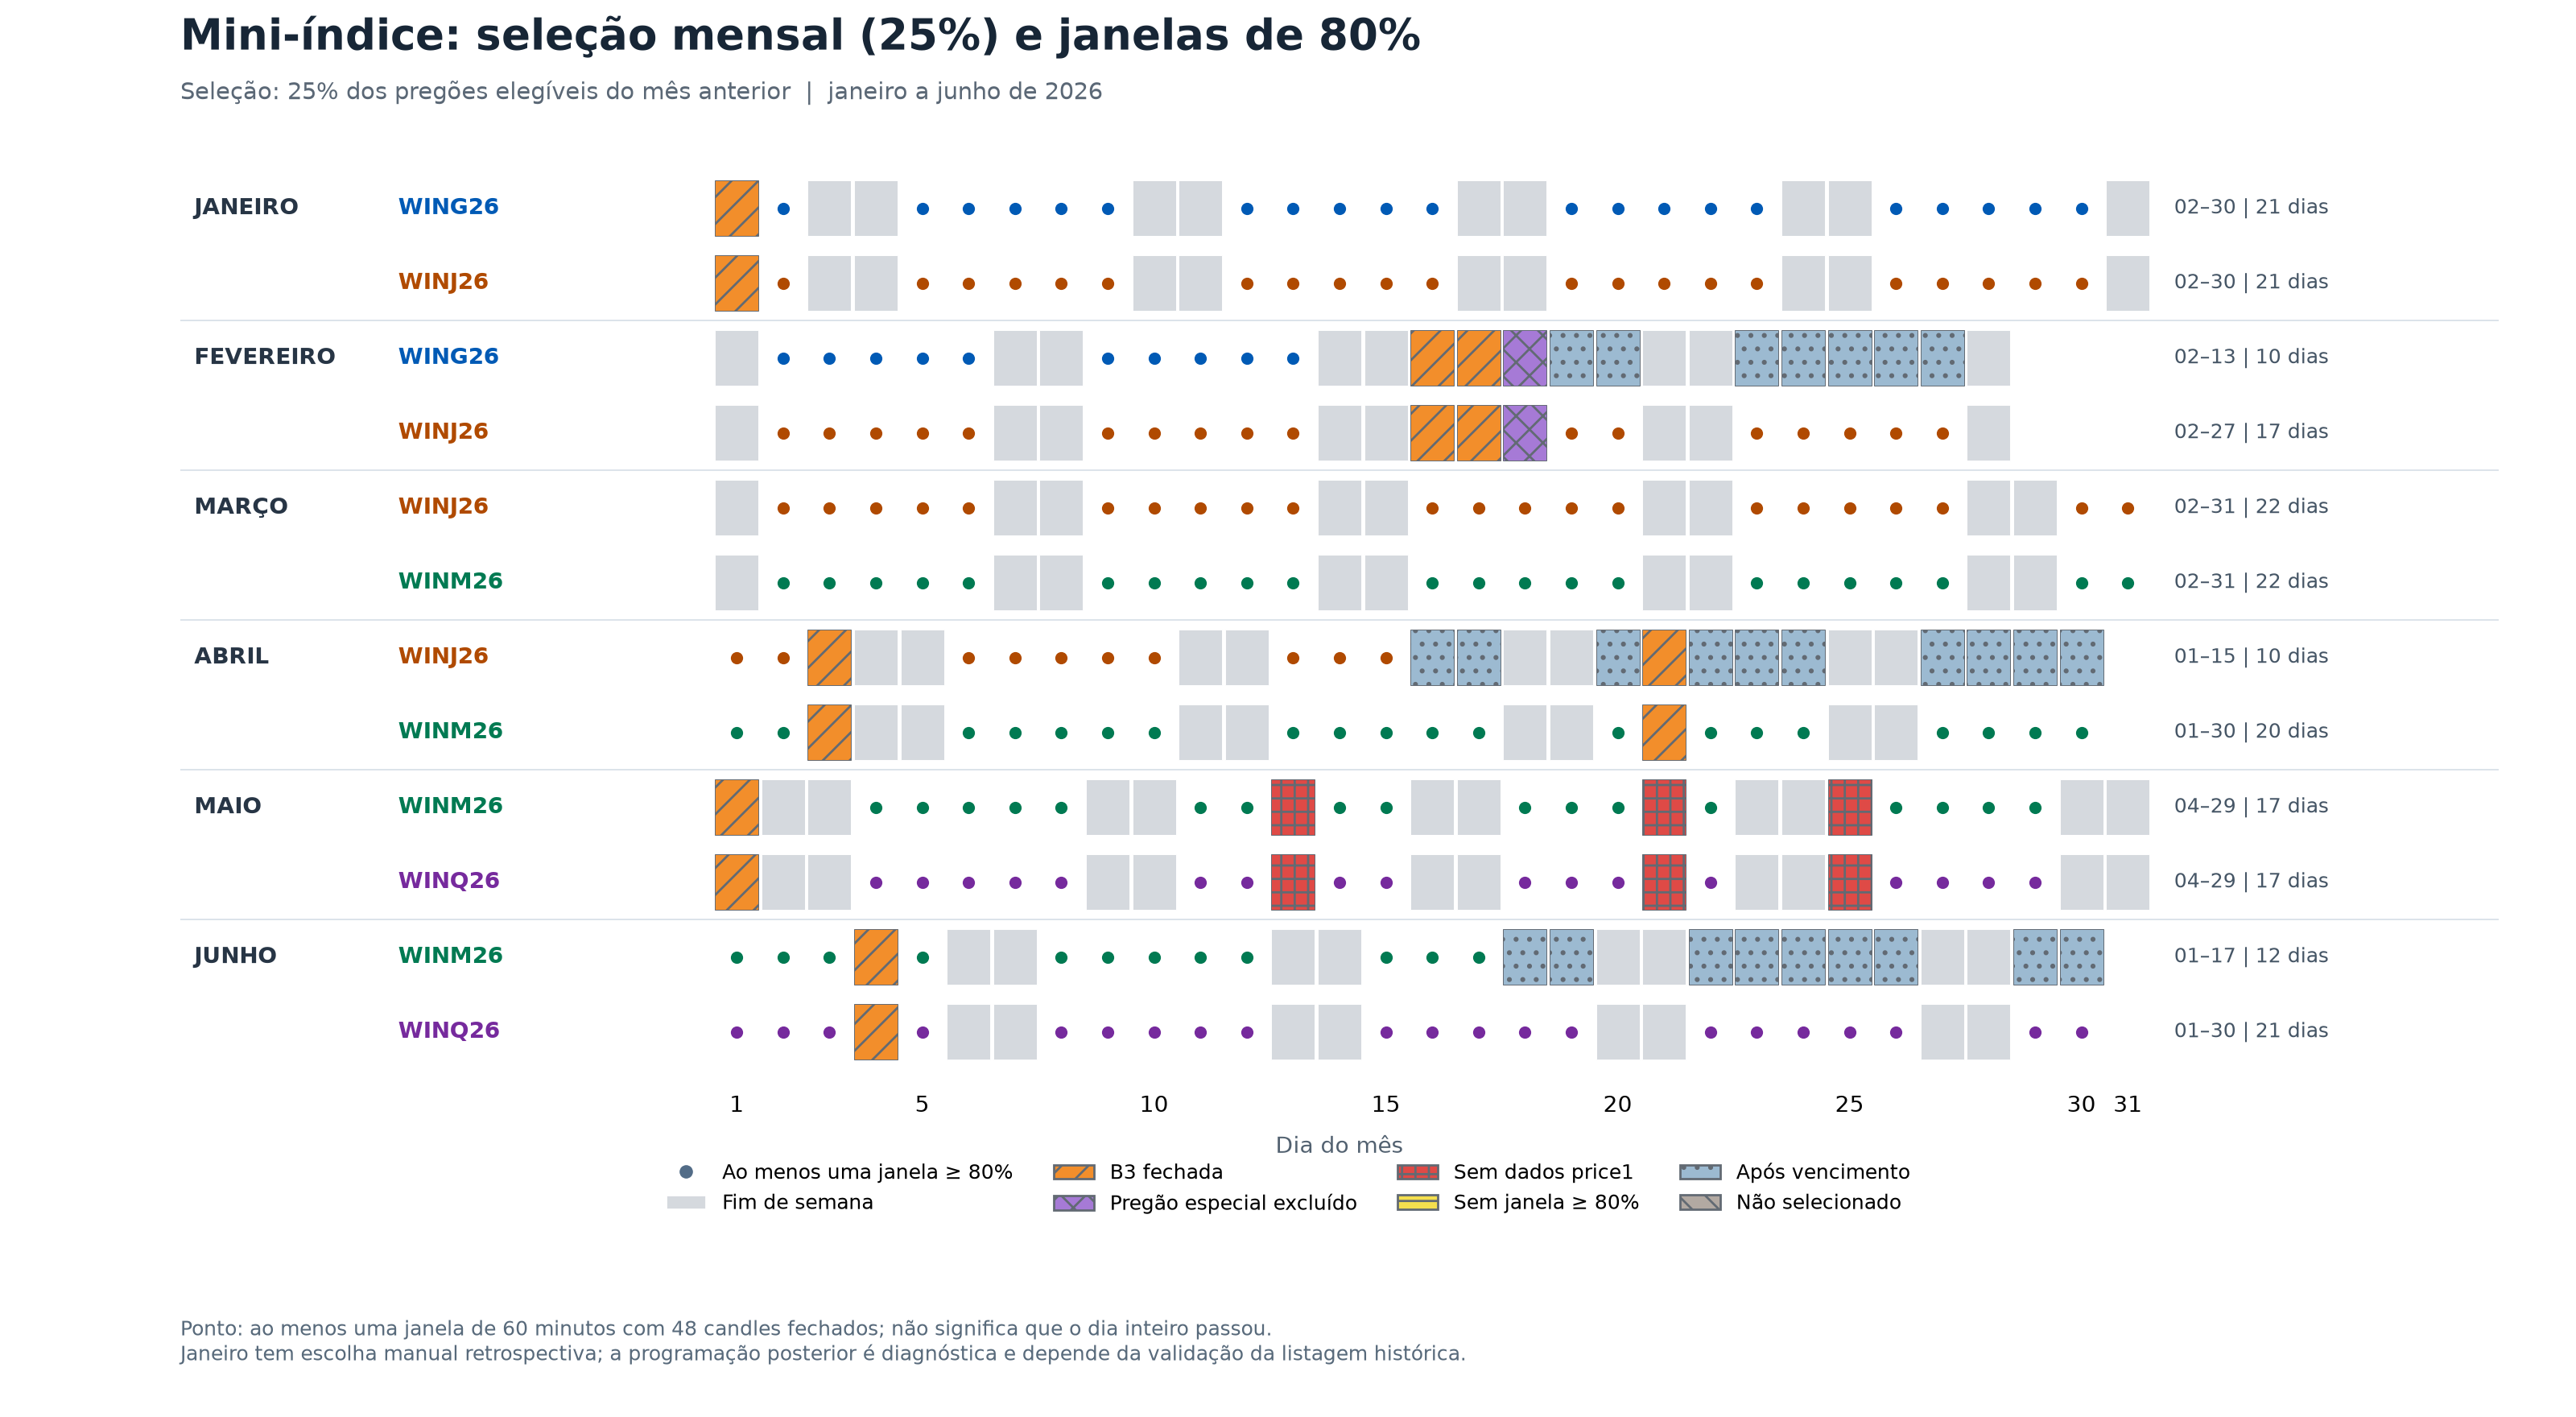 Mini-índice: seleção mensal (25%) e janelas de 80%
Seleção: 25% dos pregões elegíveis do mês anterior | janeiro a junho de 2026
JANEIRO WING26 02–30 | 21 dias
WINJ26 02–30 | 21 dias
FEVEREIRO WING26 02–13 | 10 dias
WINJ26 02–27 | 17 dias
MARÇO WINJ26 02–31 | 22 dias
WINM26 02–31 | 22 dias
ABRIL WINJ26 01–15 | 10 dias
WINM26 01–30 | 20 dias
MAIO WINM26 04–29 | 17 dias
WINQ26 04–29 | 17 dias
JUNHO WINM26 01–17 | 12 dias
WINQ26 01–30 | 21 dias
1 5 10 15 20 25 30 31
Dia do mês
Ao menos uma janela ≥ 80% B3 fechada Sem dados price1 Após vencimento
Fim de semana Pregão especial excluído Sem janela ≥ 80% Não selecionado
Ponto: ao menos uma janela de 60 minutos com 48 candles fechados; não significa que o dia inteiro passou.
Janeiro tem escolha manual retrospectiva; a programação posterior é diagnóstica e depende da validação da listagem histórica.